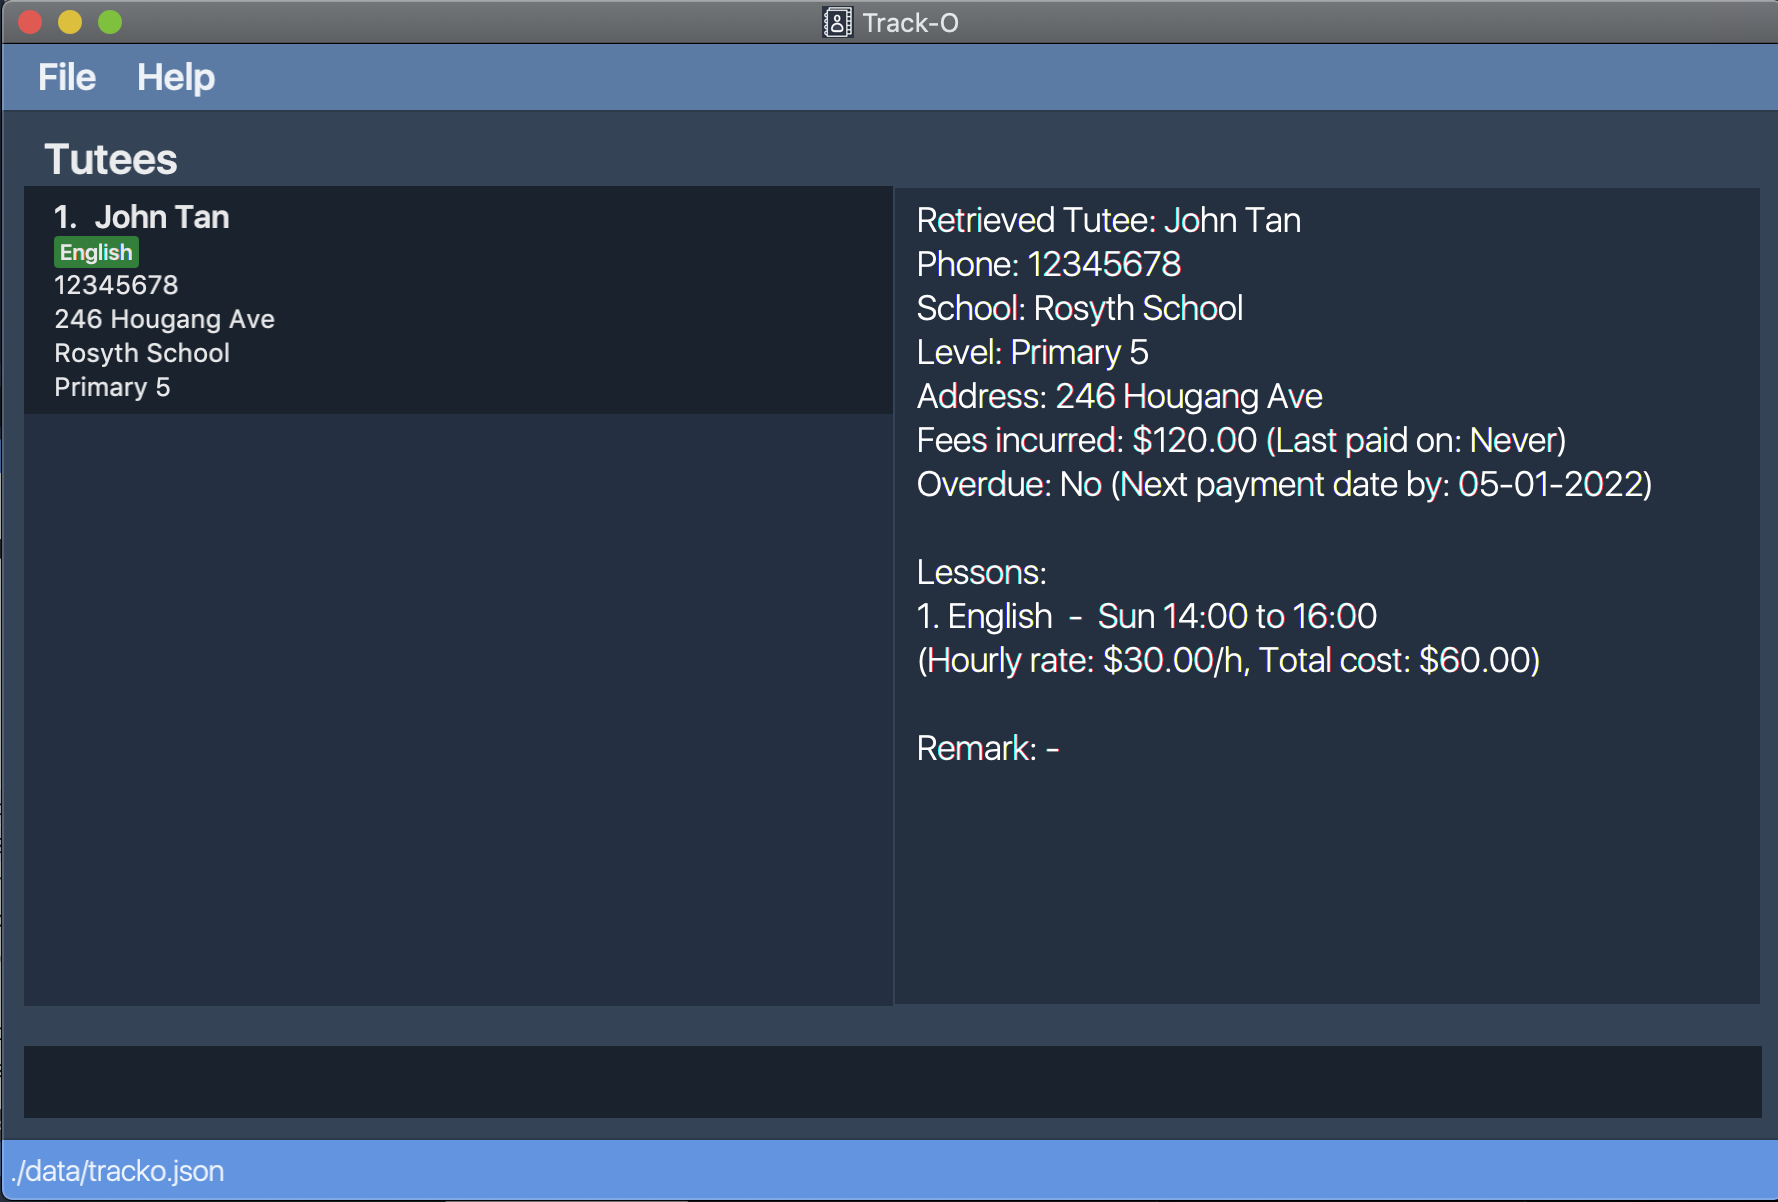 Track-O
File Help
Tutees
1. John Tan
English
12345678
246 Hougang Ave
Rosyth School
Primary 5
Retrieved Tutee: John Tan
Phone: 12345678
School: Rosyth School
Level: Primary 5
Address: 246 Hougang Ave
Fees incurred: $120.00 (Last paid on: Never)
Overdue: No (Next payment date by: 05-01-2022)
Lessons:
1. English - Sun 14:00 to 16:00
(Hourly rate: $30.00/h, Total cost: $60.00)
Remark: -
./data/tracko.json